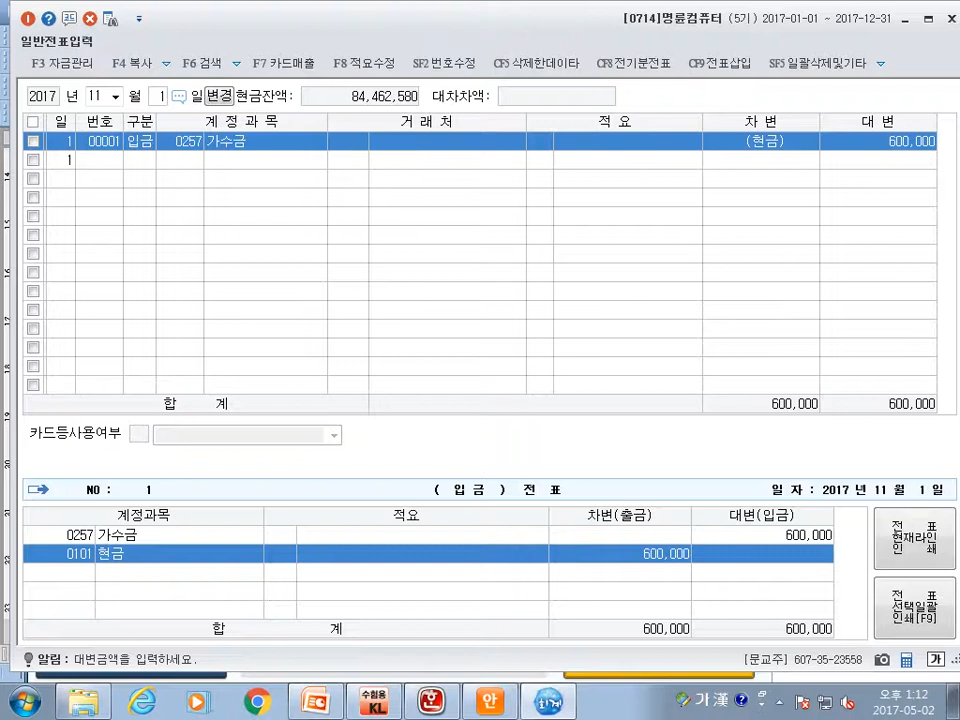 [0714]명륜컴퓨터 (5기) 2017-01-01 ~ 2017-12-31
일반전표입력
F3 자금관리 F4 복사 F6 검색 F7 카드매출 F8 적요수정 SF2 번호수정 CF5 삭제한데이타 CF8 전기분전표 CF9 전표삽입 SF5 일괄삭제및기타
2017 년 11 월 1 일 변경 현금잔액: 84,462,580 대차차액:
일 번호 구분 계 정 과 목 거 래 처 적 요 차 변 대 변
1 00001 입금 0257 가수금 (현금) 600,000
1
합 계 600,000 600,000
카드등사용여부
NO : 1 ( 입 금 ) 전 표 일 자 : 2017 년 11 월 1 일
계정과목 적요 차변(출금) 대변(입금)
0257 가수금 600,000
0101 현금 600,000
합 계 600,000 600,000
전 표
현재라인
인 쇄
전 표
선택일괄
인쇄[F9]
알림 : 대변금액을 입력하세요. [문교주] 607-35-23558 가
수험용
KL
안
가 漢
오후 1:12
2017-05-02